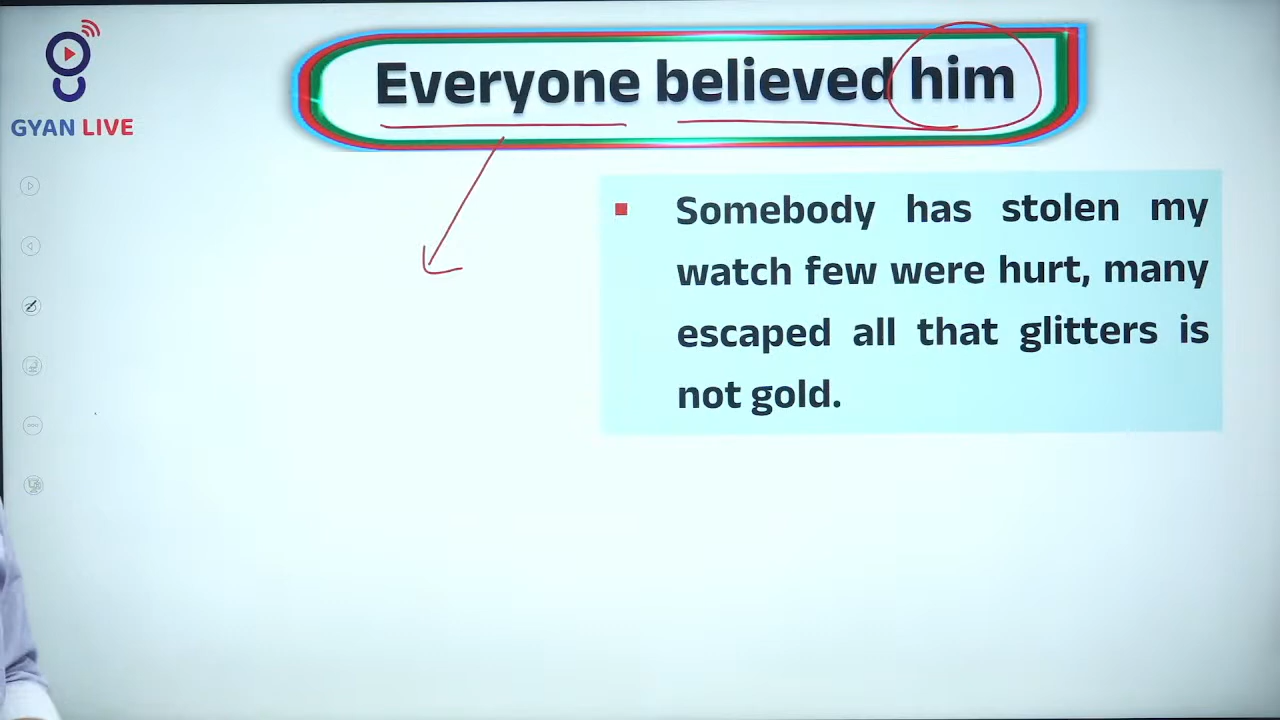 GYAN LIVE
Everyone believed him
Somebody has stolen my
watch few were hurt, many
escaped all that glitters is
not gold.